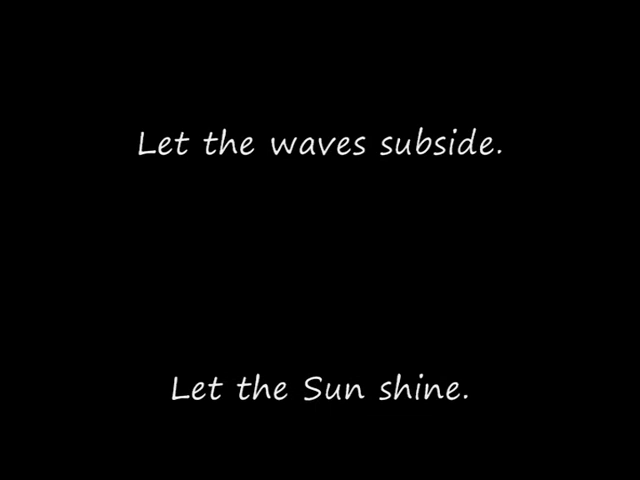 Let the waves subside.
Let the Sun shine.